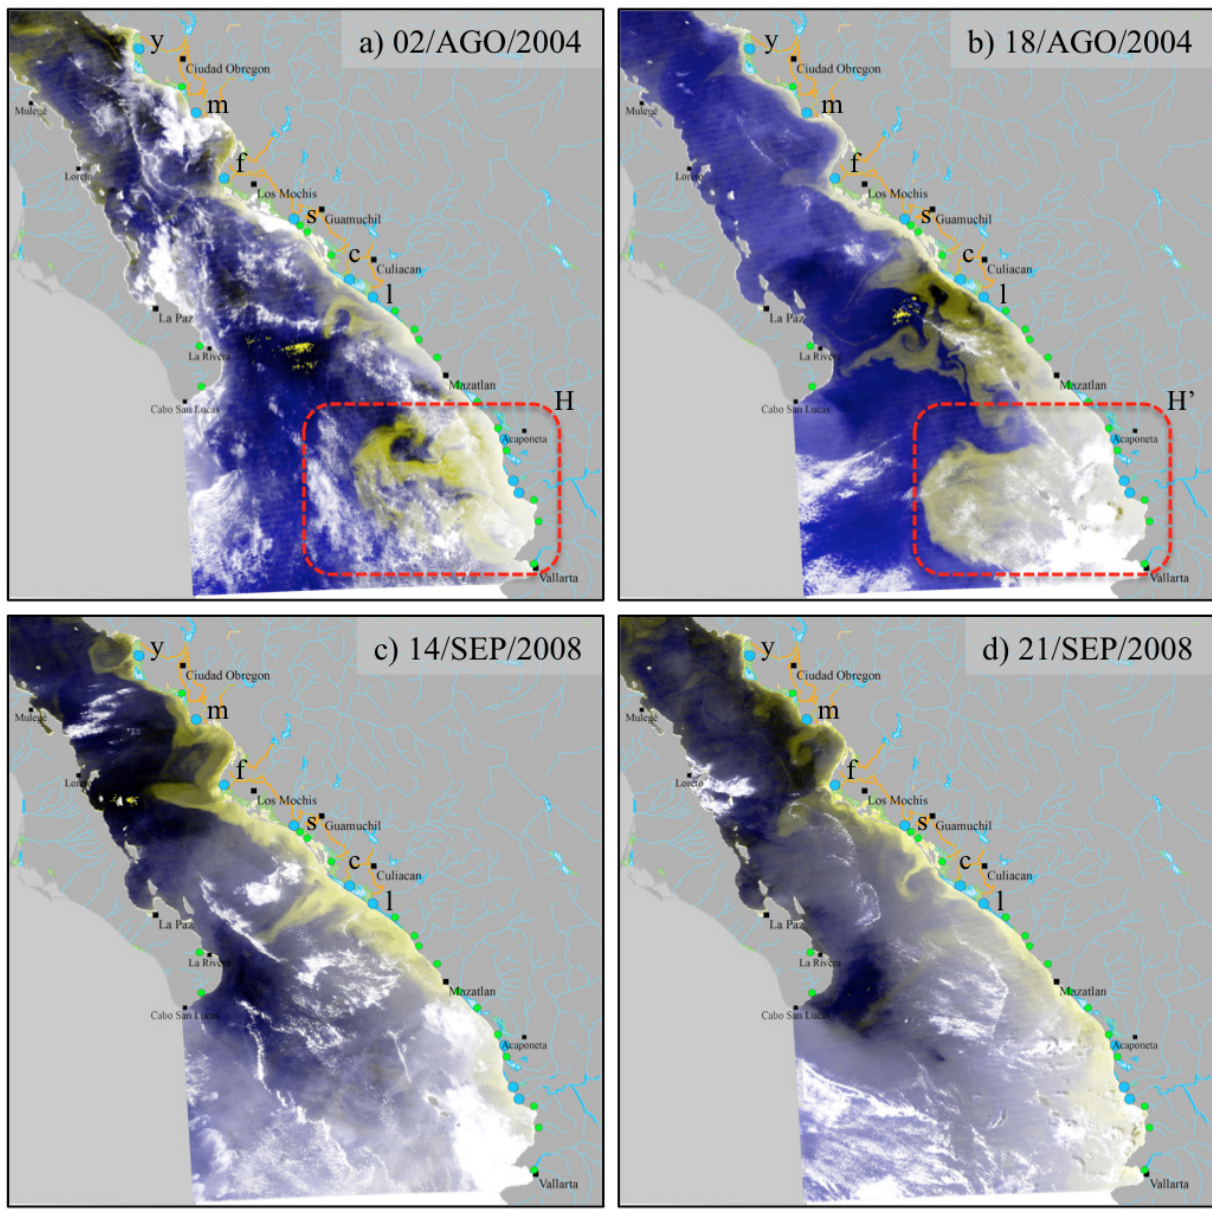 a) 02/AGO/2004
y
Ciudad Obregon
Mulegé
m
Loreto
f
Los Mochis
s
Guamuchil
c
Culiacan
l
La Paz
La Rivera
Mazatlan
Cabo San Lucas
H
Acaponeta
Vallarta
b) 18/AGO/2004
y
Ciudad Obregon
Mulegé
m
Loreto
f
Los Mochis
s
Guamuchil
c
Culiacan
l
La Paz
La Rivera
Mazatlan
Cabo San Lucas
H’
Acaponeta
Vallarta
c) 14/SEP/2008
y
Ciudad Obregon
Mulegé
m
Loreto
f
Los Mochis
s
Guamuchil
c
Culiacan
l
La Paz
La Rivera
Mazatlan
Cabo San Lucas
Acaponeta
Vallarta
d) 21/SEP/2008
y
Ciudad Obregon
Mulegé
m
Loreto
f
Los Mochis
s
Guamuchil
c
Culiacan
l
La Paz
La Rivera
Mazatlan
Cabo San Lucas
Acaponeta
Vallarta